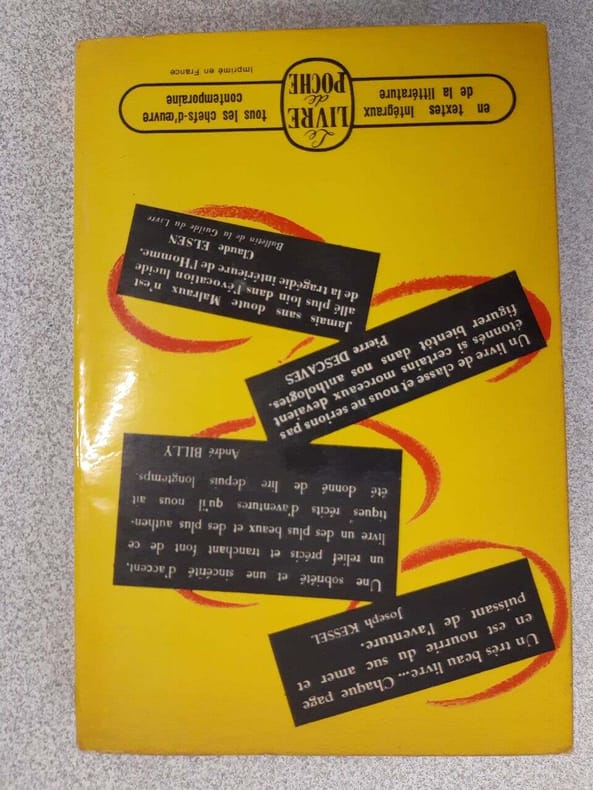 Un très beau livre... Chaque page
en est nourrie du suc amer et
puissant de l'aventure.
Joseph KESSEL
Une sobriété et une sincérité d'accent,
un relief précis et tranchant font de ce
livre un des plus beaux et des plus authen-
tiques récits d'aventures qu'il nous ait
été donné de lire depuis longtemps.
André BILLY
Un livre de classe et nous ne serions pas
étonnés si certains morceaux devaient
figurer bientôt dans nos anthologies.
Pierre DESCAVES
Jamais sans doute Malraux n'est
allé plus loin dans l'évocation lucide
de la tragédie intérieure de l'Homme.
Claude ELSEN
Bulletin de la Guilde du Livre
en textes intégraux
de la littérature
Le
LIVRE
de
POCHE
tous les chefs-d'œuvre
contemporaine
Imprimé en France